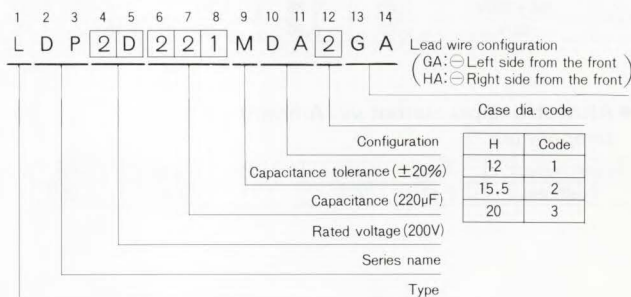 1 2 3 4 5 6 7 8 9 10 11 12 13 14
L D P 2 D 2 2 1 M D A 2 G A
Lead wire configuration
(GA:⊖Left side from the front
HA:⊖Right side from the front)
Case dia. code
Configuration
Capacitance tolerance (±20%)
Capacitance (220µF)
Rated voltage (200V)
Series name
Type
H Code
12 1
15.5 2
20 3